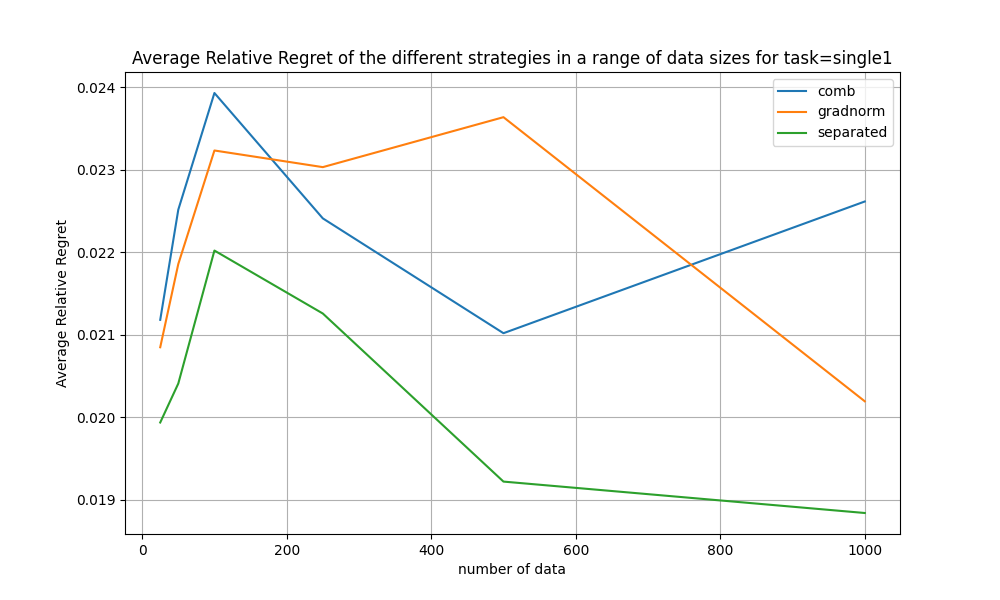 Average Relative Regret of the different strategies in a range of data sizes for task=single1
comb
gradnorm
separated
Average Relative Regret
0.024
0.023
0.022
0.021
0.020
0.019
0 200 400 600 800 1000
number of data